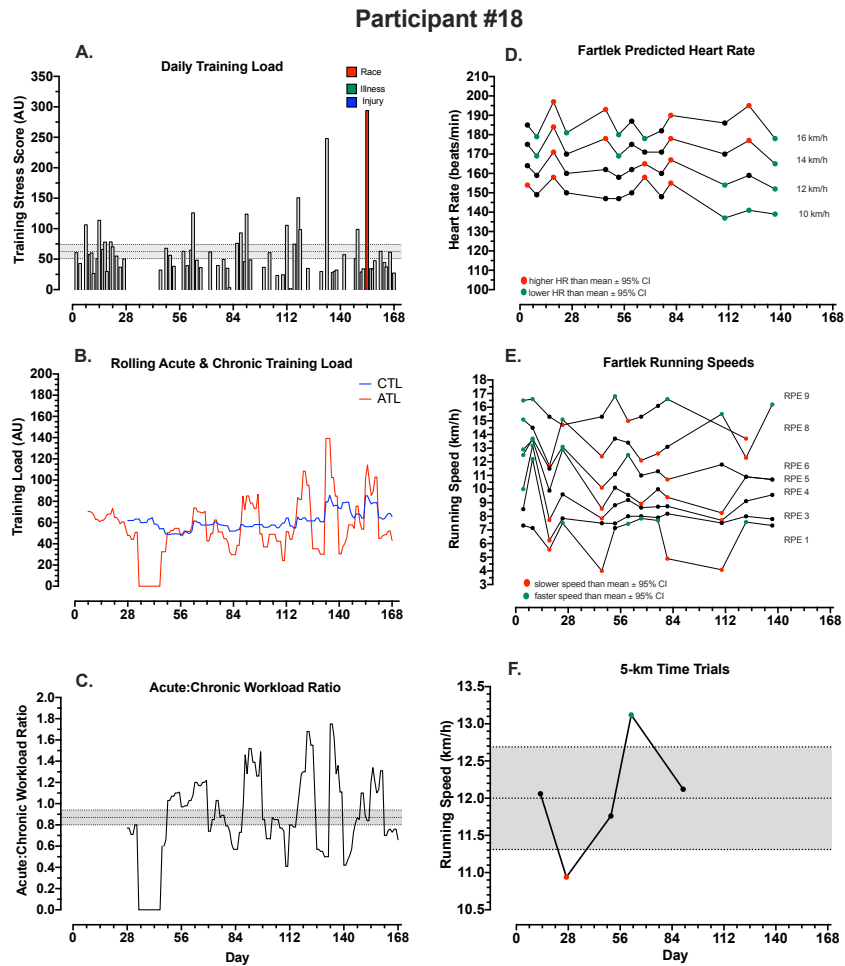 Participant #18
A.
Daily Training Load
Race
Illness
Injury
Training Stress Score (AU)
350
300
250
200
150
100
50
0
0 28 56 84 112 140 168
D.
Fartlek Predicted Heart Rate
Heart Rate (beats/min)
210
200
190
180
170
160
150
140
130
120
110
100
16 km/h
14 km/h
12 km/h
10 km/h
higher HR than mean ± 95% CI
lower HR than mean ± 95% CI
0 28 56 84 112 140 168
B.
Rolling Acute & Chronic Training Load
CTL
ATL
Training Load (AU)
200
180
160
140
120
100
80
60
40
20
0
0 28 56 84 112 140 168
E.
Fartlek Running Speeds
Running Speed (km/h)
18
17
16
15
14
13
12
11
10
9
8
7
6
5
4
3
RPE 9
RPE 8
RPE 6
RPE 5
RPE 4
RPE 3
RPE 1
slower speed than mean ± 95% CI
faster speed than mean ± 95% CI
0 28 56 84 112 140 168
C.
Acute:Chronic Workload Ratio
Acute:Chronic Workload Ratio
2.0
1.8
1.6
1.4
1.2
1.0
0.8
0.6
0.4
0.2
0.0
0 28 56 84 112 140 168
Day
F.
5-km Time Trials
Running Speed (km/h)
13.5
13.0
12.5
12.0
11.5
11.0
10.5
0 28 56 84 112 140 168
Day